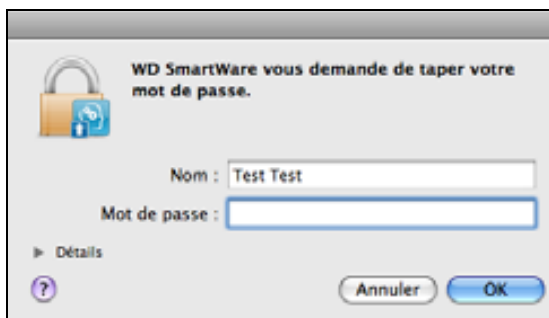 WD SmartWare vous demande de taper votre
mot de passe.
Nom : Test Test
Mot de passe :
Détails
?
Annuler OK